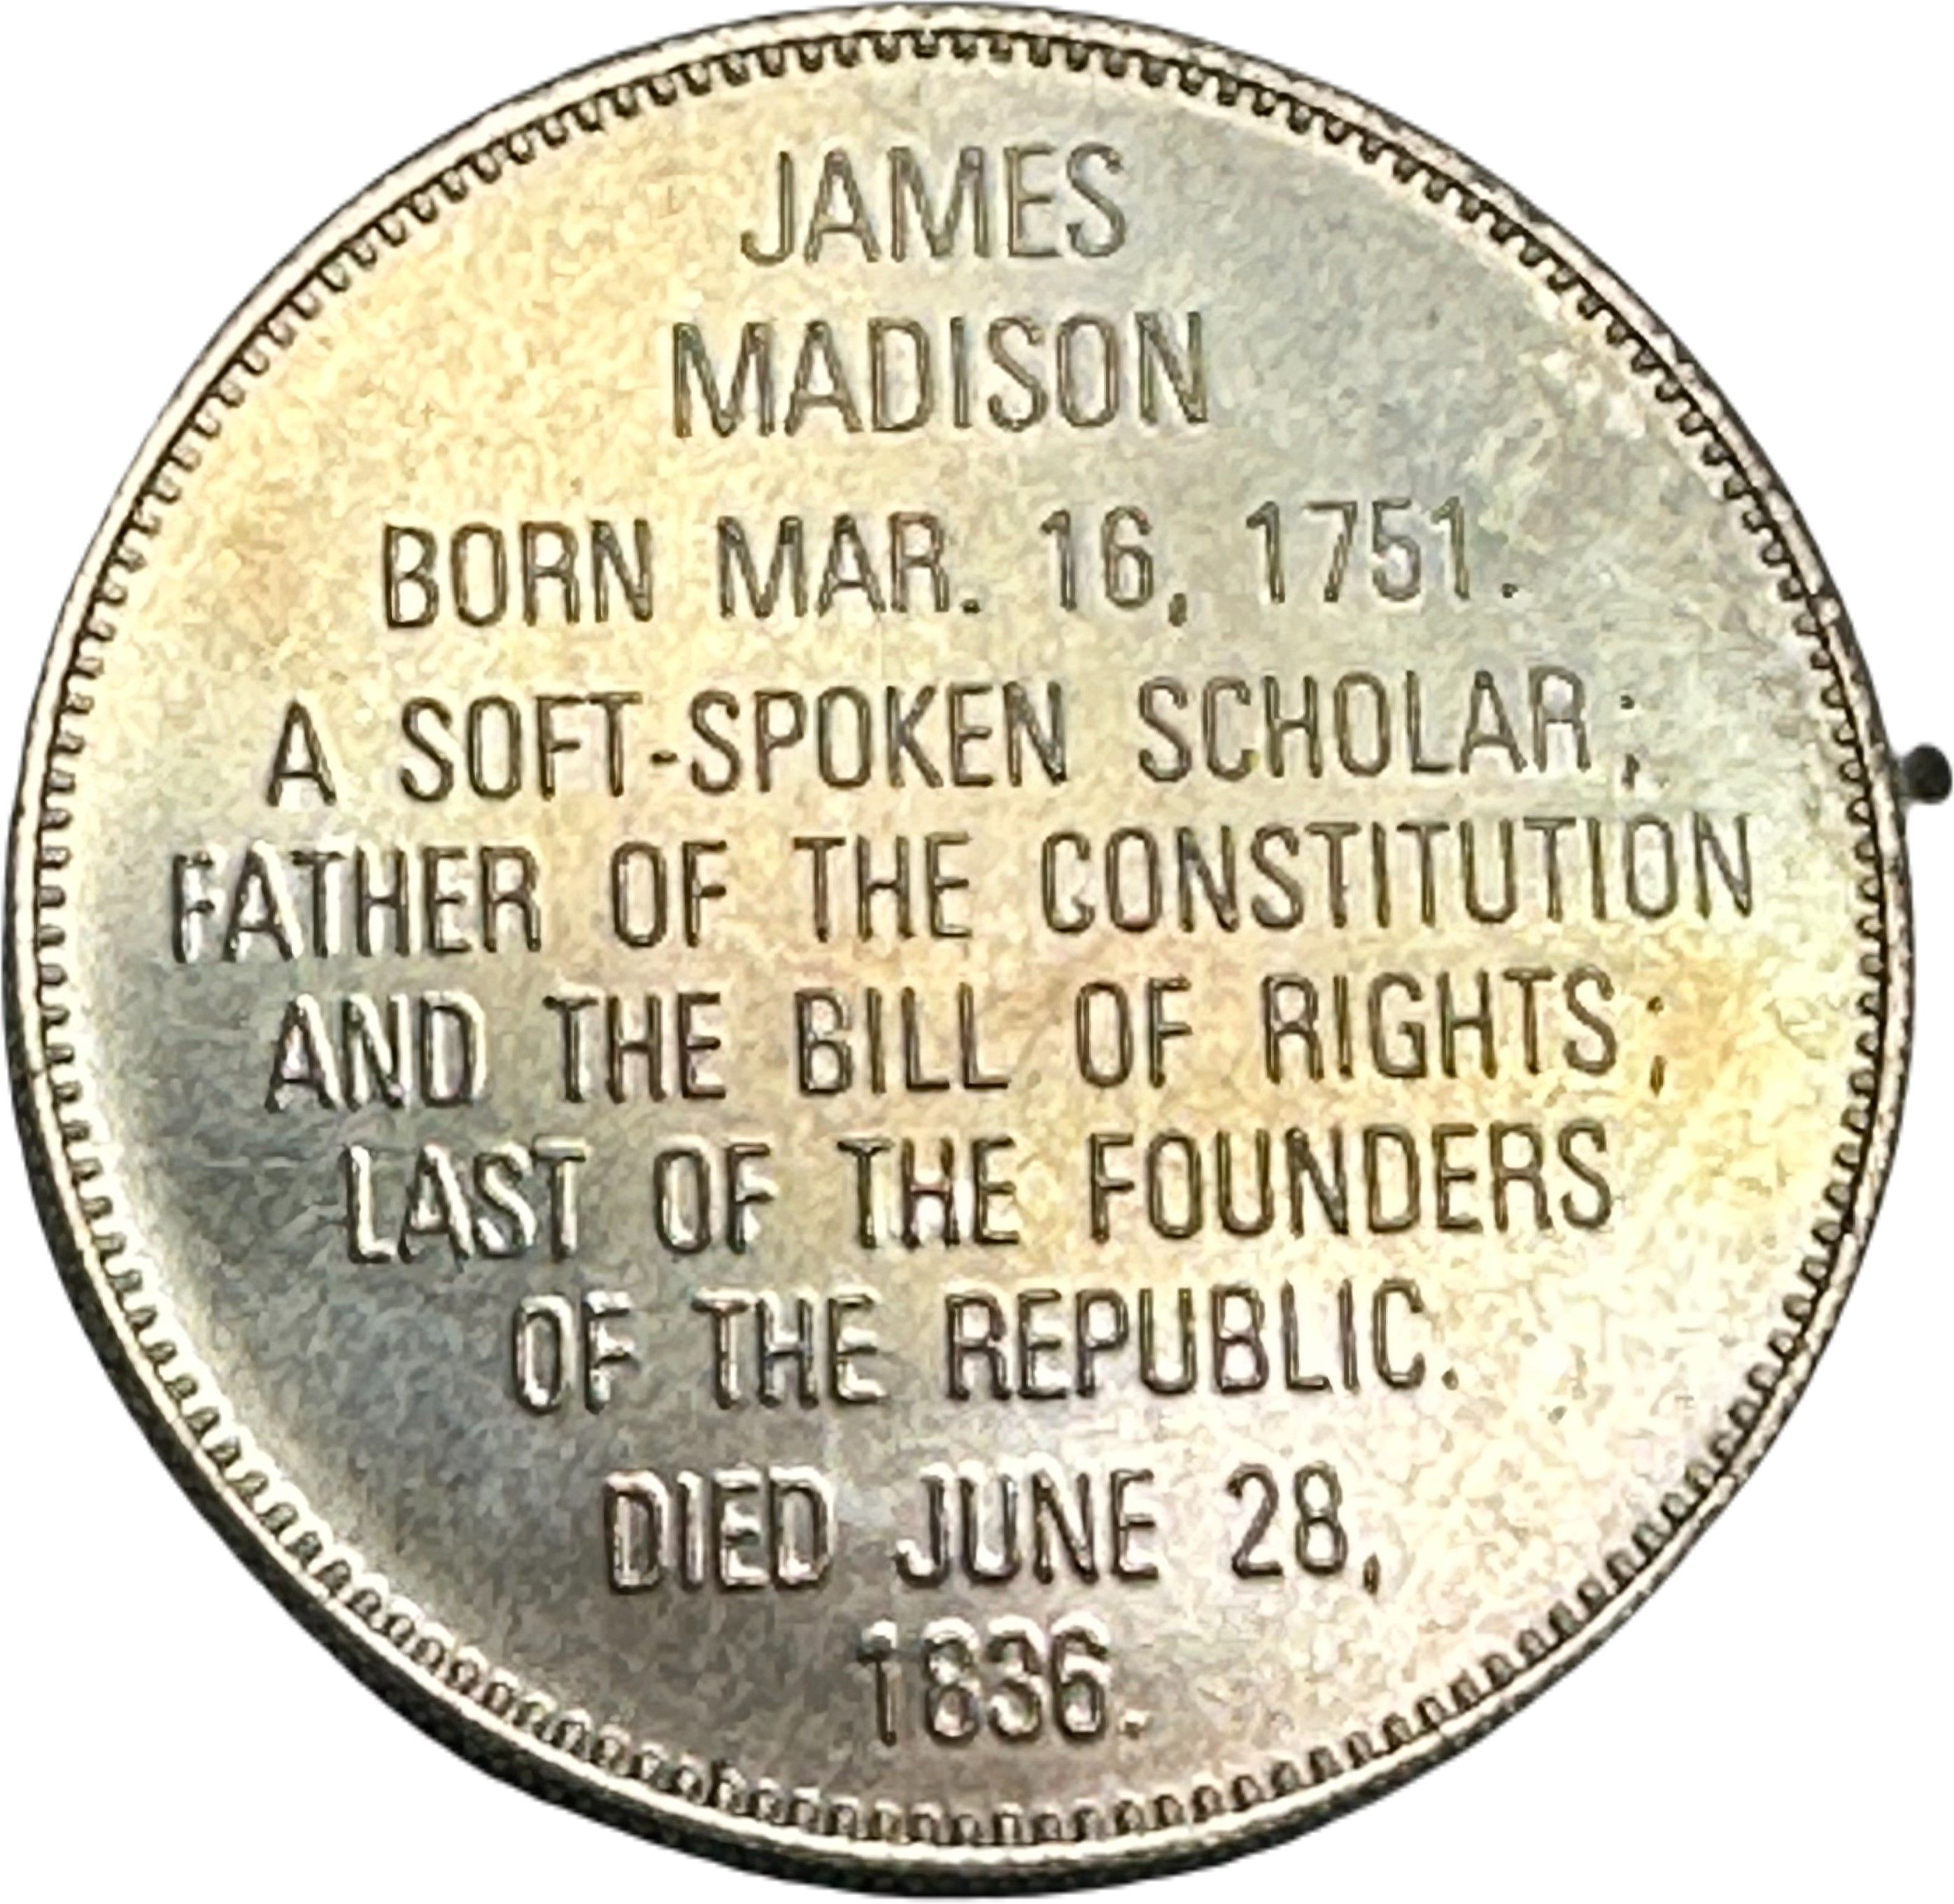 JAMES
MADISON
BORN MAR. 16, 1751.
A SOFT-SPOKEN SCHOLAR;
FATHER OF THE CONSTITUTION
AND THE BILL OF RIGHTS;
LAST OF THE FOUNDERS
OF THE REPUBLIC.
DIED JUNE 28,
1836.